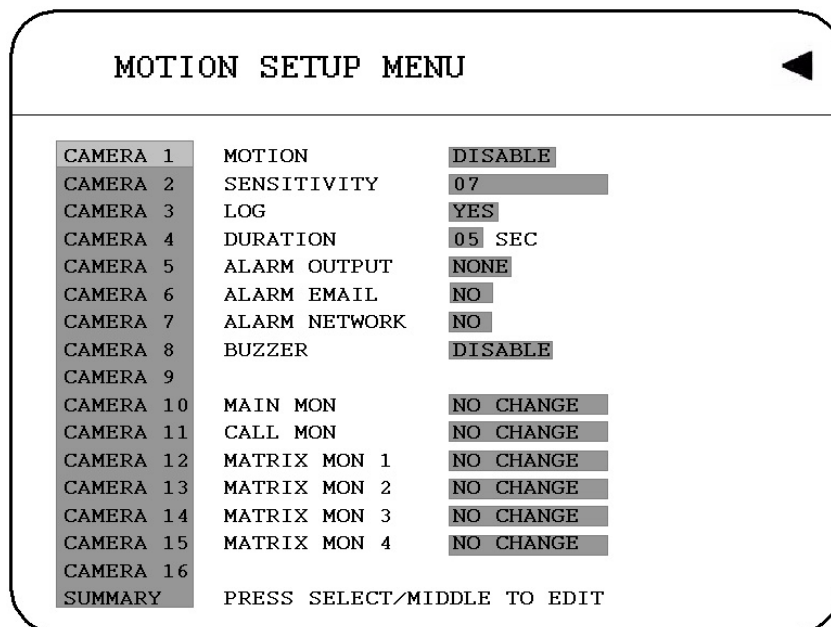 MOTION SETUP MENU
CAMERA 1 MOTION DISABLE
CAMERA 2 SENSITIVITY 07
CAMERA 3 LOG YES
CAMERA 4 DURATION 05 SEC
CAMERA 5 ALARM OUTPUT NONE
CAMERA 6 ALARM EMAIL NO
CAMERA 7 ALARM NETWORK NO
CAMERA 8 BUZZER DISABLE
CAMERA 9
CAMERA 10 MAIN MON NO CHANGE
CAMERA 11 CALL MON NO CHANGE
CAMERA 12 MATRIX MON 1 NO CHANGE
CAMERA 13 MATRIX MON 2 NO CHANGE
CAMERA 14 MATRIX MON 3 NO CHANGE
CAMERA 15 MATRIX MON 4 NO CHANGE
CAMERA 16
SUMMARY PRESS SELECT/MIDDLE TO EDIT